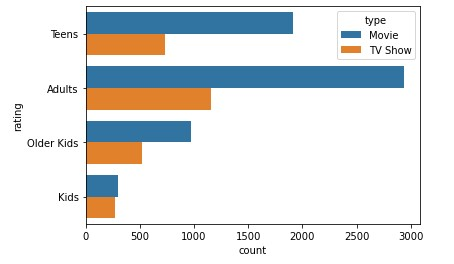 type
Movie
TV Show
Teens
Adults
Older Kids
Kids
rating
0 500 1000 1500 2000 2500 3000
count